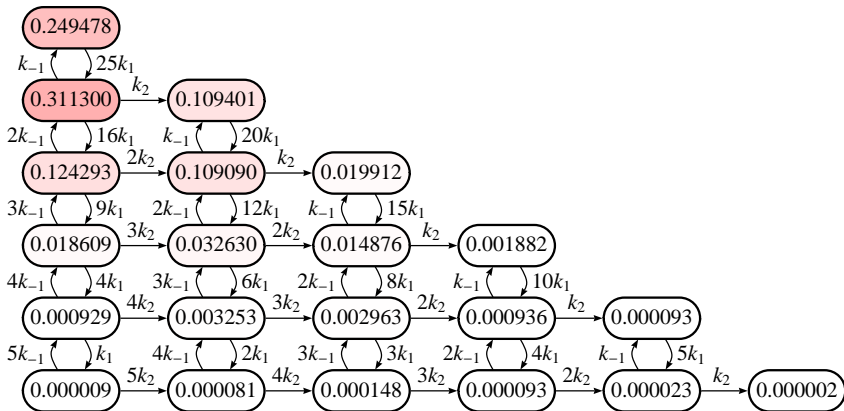 0.249478
k₋₁ 25k₁
k₂
0.311300 0.109401
2k₋₁ 16k₁ k₋₁ 20k₁
2k₂ k₂
0.124293 0.109090 0.019912
3k₋₁ 9k₁ 2k₋₁ 12k₁ k₋₁ 15k₁
3k₂ 2k₂ k₂
0.018609 0.032630 0.014876 0.001882
4k₋₁ 4k₁ 3k₋₁ 6k₁ 2k₋₁ 8k₁ k₋₁ 10k₁
4k₂ 3k₂ 2k₂ k₂
0.000929 0.003253 0.002963 0.000936 0.000093
5k₋₁ k₁ 4k₋₁ 2k₁ 3k₋₁ 3k₁ 2k₋₁ 4k₁ k₋₁ 5k₁
5k₂ 4k₂ 3k₂ 2k₂ k₂
0.000009 0.000081 0.000148 0.000093 0.000023 0.000002